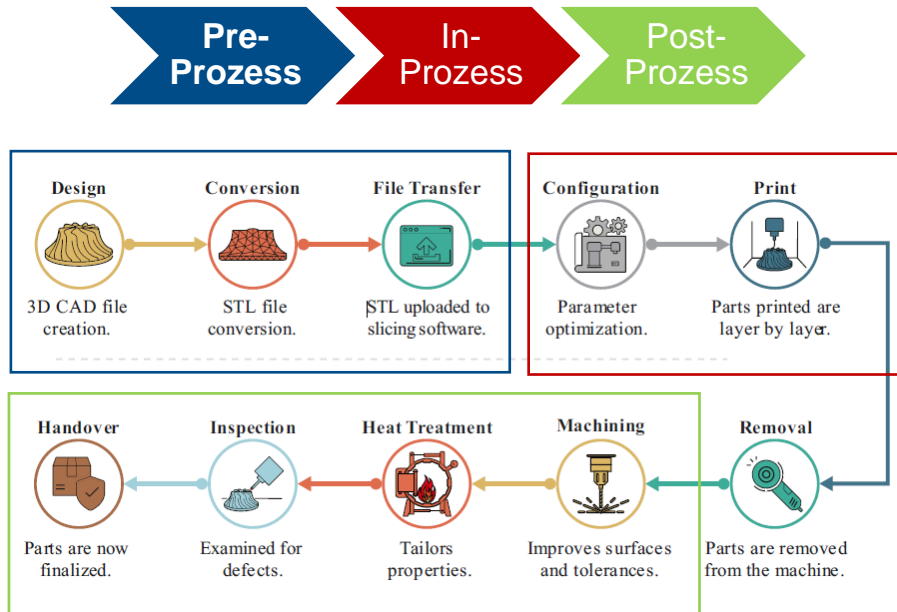 Pre-
Prozess
In-
Prozess
Post-
Prozess
Design
3D CAD file
creation.
Conversion
STL file
conversion.
File Transfer
STL uploaded to
slicing software.
Configuration
Parameter
optimization.
Print
Parts printed are
layer by layer.
Handover
Parts are now
finalized.
Inspection
Examined for
defects.
Heat Treatment
Tailors
properties.
Machining
Improves surfaces
and tolerances.
Removal
Parts are removed
from the machine.